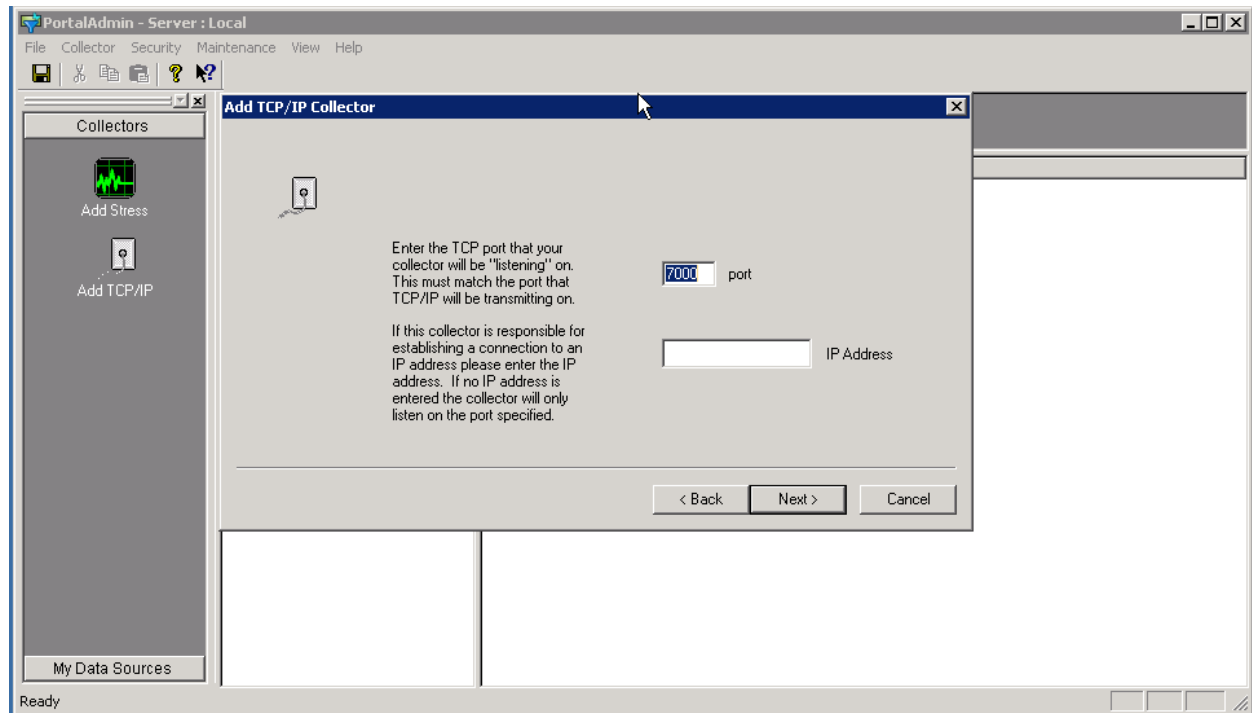 PortalAdmin - Server : Local
File Collector Security Maintenance View Help
Collectors
Add Stress
Add TCP/IP
My Data Sources
Add TCP/IP Collector
Enter the TCP port that your
collector will be "listening" on.
This must match the port that
TCP/IP will be transmitting on.
7000 port
If this collector is responsible for
establishing a connection to an
IP address please enter the IP
address. If no IP address is
entered the collector will only
listen on the port specified.
IP Address
< Back Next > Cancel
Ready